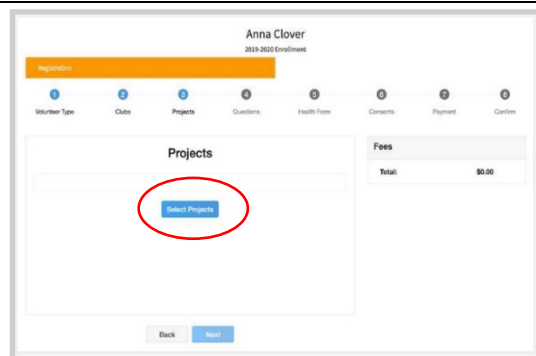 Anna Clover
2019-2020 Enrollment
Registration
1 2 3 4 5 6 7 8
Volunteer Type Clubs Projects Questions Health Form Consents Payment Confirm
Projects
Select Projects
Fees
Total: $0.00
Back Next